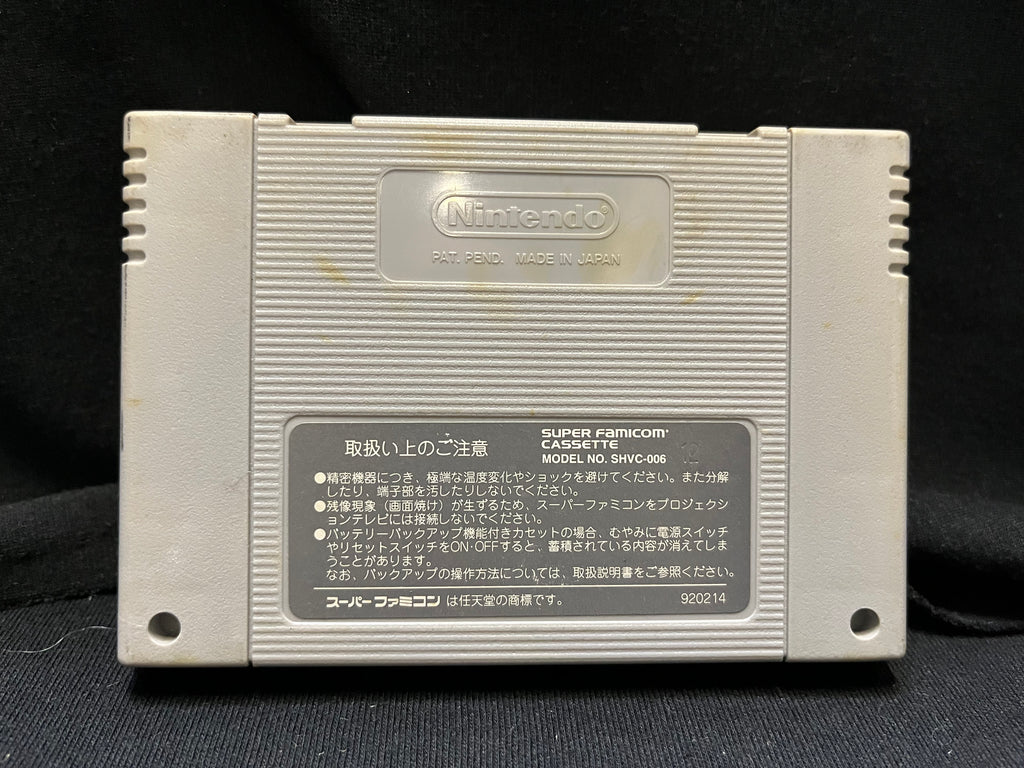 Nintendo®
PAT. PEND. MADE IN JAPAN
取扱い上のご注意
SUPER FAMICOM
CASSETTE
MODEL NO. SHVC-006
12
●精密機器につき、極端な温度変化やショックを避けてください。また分解
したり、端子部を汚したりしないでください。
●残像現象（画面焼け）が生ずるため、スーパーファミコンをプロジェクシ
ョンテレビには接続しないでください。
●バッテリーバックアップ機能付きカセットの場合、むやみに電源スイッチ
やリセットスイッチをON・OFFすると、蓄積されている内容が消えてしま
うことがあります。
なお、バックアップの操作方法については、取扱説明書をご参照ください。
スーパーファミコン は任天堂の商標です。 920214